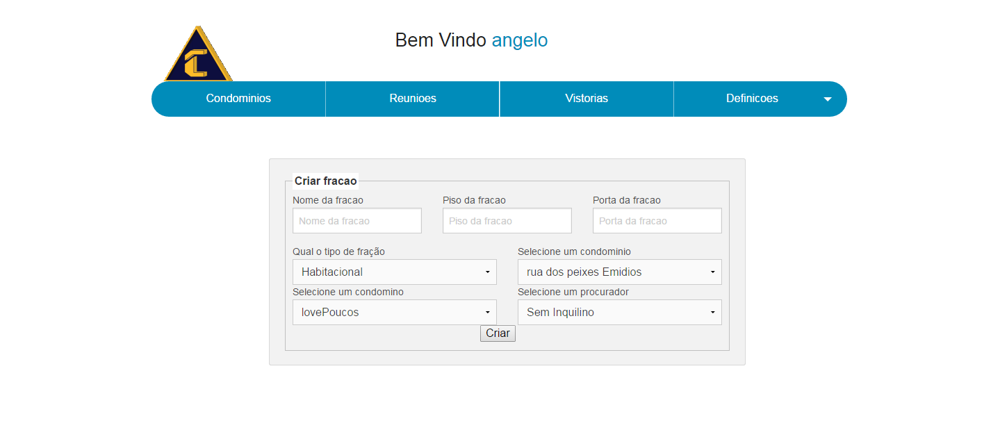 Bem Vindo angelo
Condominios Reunioes Vistorias Definicoes
Criar fracao
Nome da fracao Piso da fracao Porta da fracao
Nome da fracao Piso da fracao Porta da fracao
Qual o tipo de fração Selecione um condominio
Habitacional rua dos peixes Emidios
Selecione um condomino Selecione um procurador
lovePoucos Sem Inquilino
Criar